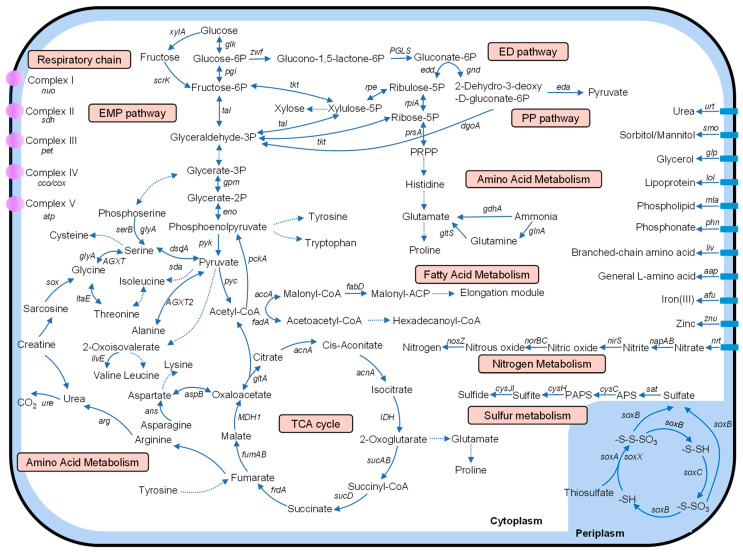 Respiratory chain
Complex I
nuo
Complex II
sdh
Complex III
pet
Complex IV
cco/cox
Complex V
atp
EMP pathway
xylA
Glucose
glk
Fructose
Glucose-6P
zwf
Glucono-1,5-lactone-6P
PGLS
Gluconate-6P
ED pathway
scrK
pgi
edd
gnd
Fructose-6P
tkt
rpe
Ribulose-5P
2-Dehydro-3-deoxy
-D-gluconate-6P
eda
Pyruvate
tal
Xylose
Xylulose-5P
rpiA
tal
Ribose-5P
PP pathway
Glyceraldehyde-3P
tkt
prsA
dgoA
PRPP
Glycerate-3P
gpm
Histidine
Amino Acid Metabolism
Glycerate-2P
eno
Phosphoserine
Phosphoenolpyruvate
Tyrosine
Tryptophan
Glutamate
gdhA
Ammonia
gltS
Glutamine
glnA
Proline
serB
glyA
Cysteine
Serine
dsdA
pyk
glyA
AGXT
sda
Pyruvate
pckA
Glycine
Isoleucine
pyc
Fatty Acid Metabolism
sox
ltaE
Threonine
AGXT2
accA
Malonyl-CoA
fabD
Malonyl-ACP
Elongation module
Sarcosine
Alanine
Acetyl-CoA
fadA
Acetoacetyl-CoA
Hexadecanoyl-CoA
Creatine
2-Oxoisovalerate
ilvE
Valine
Leucine
Lysine
Citrate
acnA
Cis-Aconitate
gltA
acnA
CO2
ure
Urea
Aspartate
aspB
Oxaloacetate
Isocitrate
ans
Asparagine
MDH1
TCA cycle
IDH
arg
Arginine
Malate
2-Oxoglutarate
Glutamate
Proline
fumAB
sucAB
Amino Acid Metabolism
Tyrosine
Fumarate
Succinyl-CoA
frdA
sucD
Succinate
Urea
urt
Sorbitol/Mannitol
smo
Glycerol
glp
Lipoprotein
lol
Phospholipid
mla
Phosphonate
phn
Branched-chain amino acid
liv
General L-amino acid
aap
Iron(III)
afu
Zinc
znu
Nitrogen
nosZ
Nitrous oxide
norBC
Nitric oxide
nirS
Nitrite
napAB
Nitrate
nrt
Nitrogen Metabolism
Sulfide
cysJI
Sulfite
cysH
PAPS
cysC
APS
sat
Sulfate
Sulfur metabolism
soxB
soxB
-S-S-SO3
soxB
-S-SH
soxA
soxX
soxC
Thiosulfate
-SH
soxB
-S-SO3
Cytoplasm
Periplasm